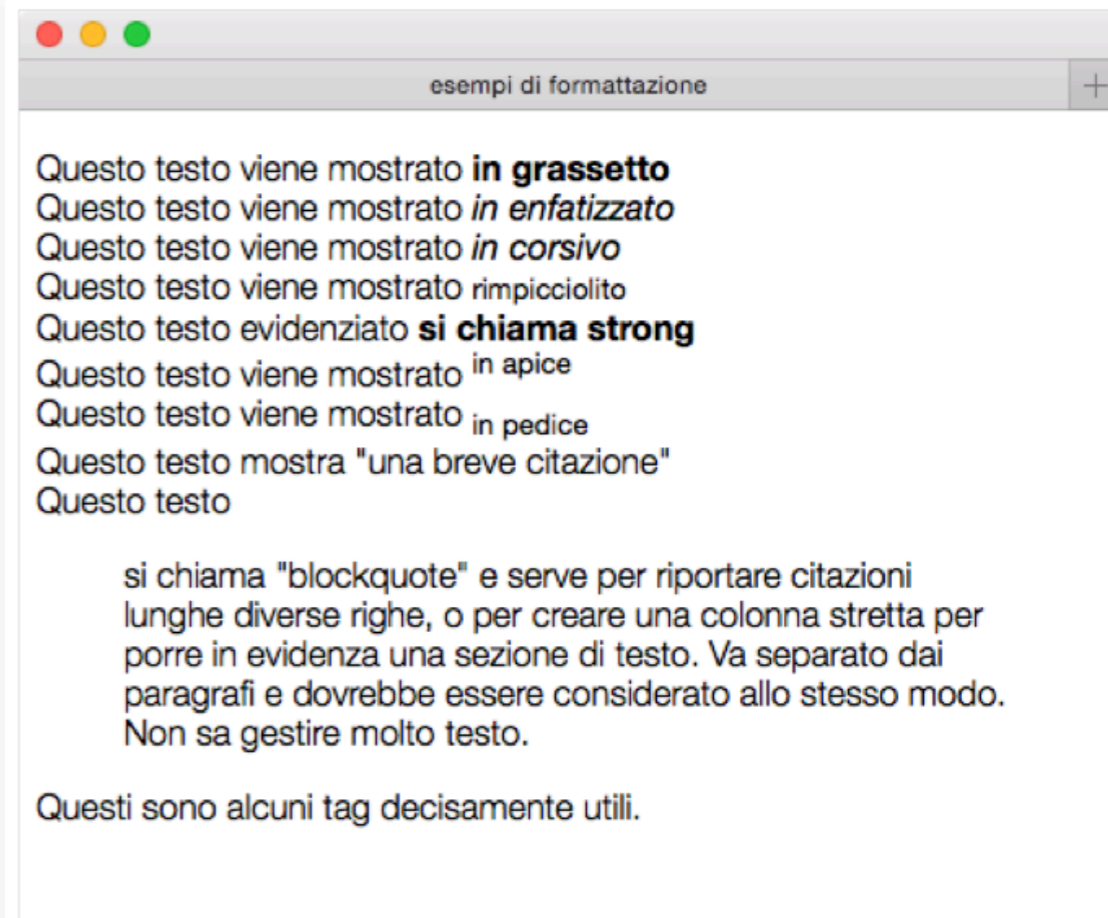 esempi di formattazione
Questo testo viene mostrato in grassetto
Questo testo viene mostrato in enfatizzato
Questo testo viene mostrato in corsivo
Questo testo viene mostrato rimpicciolito
Questo testo evidenziato si chiama strong
Questo testo viene mostrato in apice
Questo testo viene mostrato in pedice
Questo testo mostra "una breve citazione"
Questo testo
si chiama "blockquote" e serve per riportare citazioni
lunghe diverse righe, o per creare una colonna stretta per
porre in evidenza una sezione di testo. Va separato dai
paragrafi e dovrebbe essere considerato allo stesso modo.
Non sa gestire molto testo.
Questi sono alcuni tag decisamente utili.